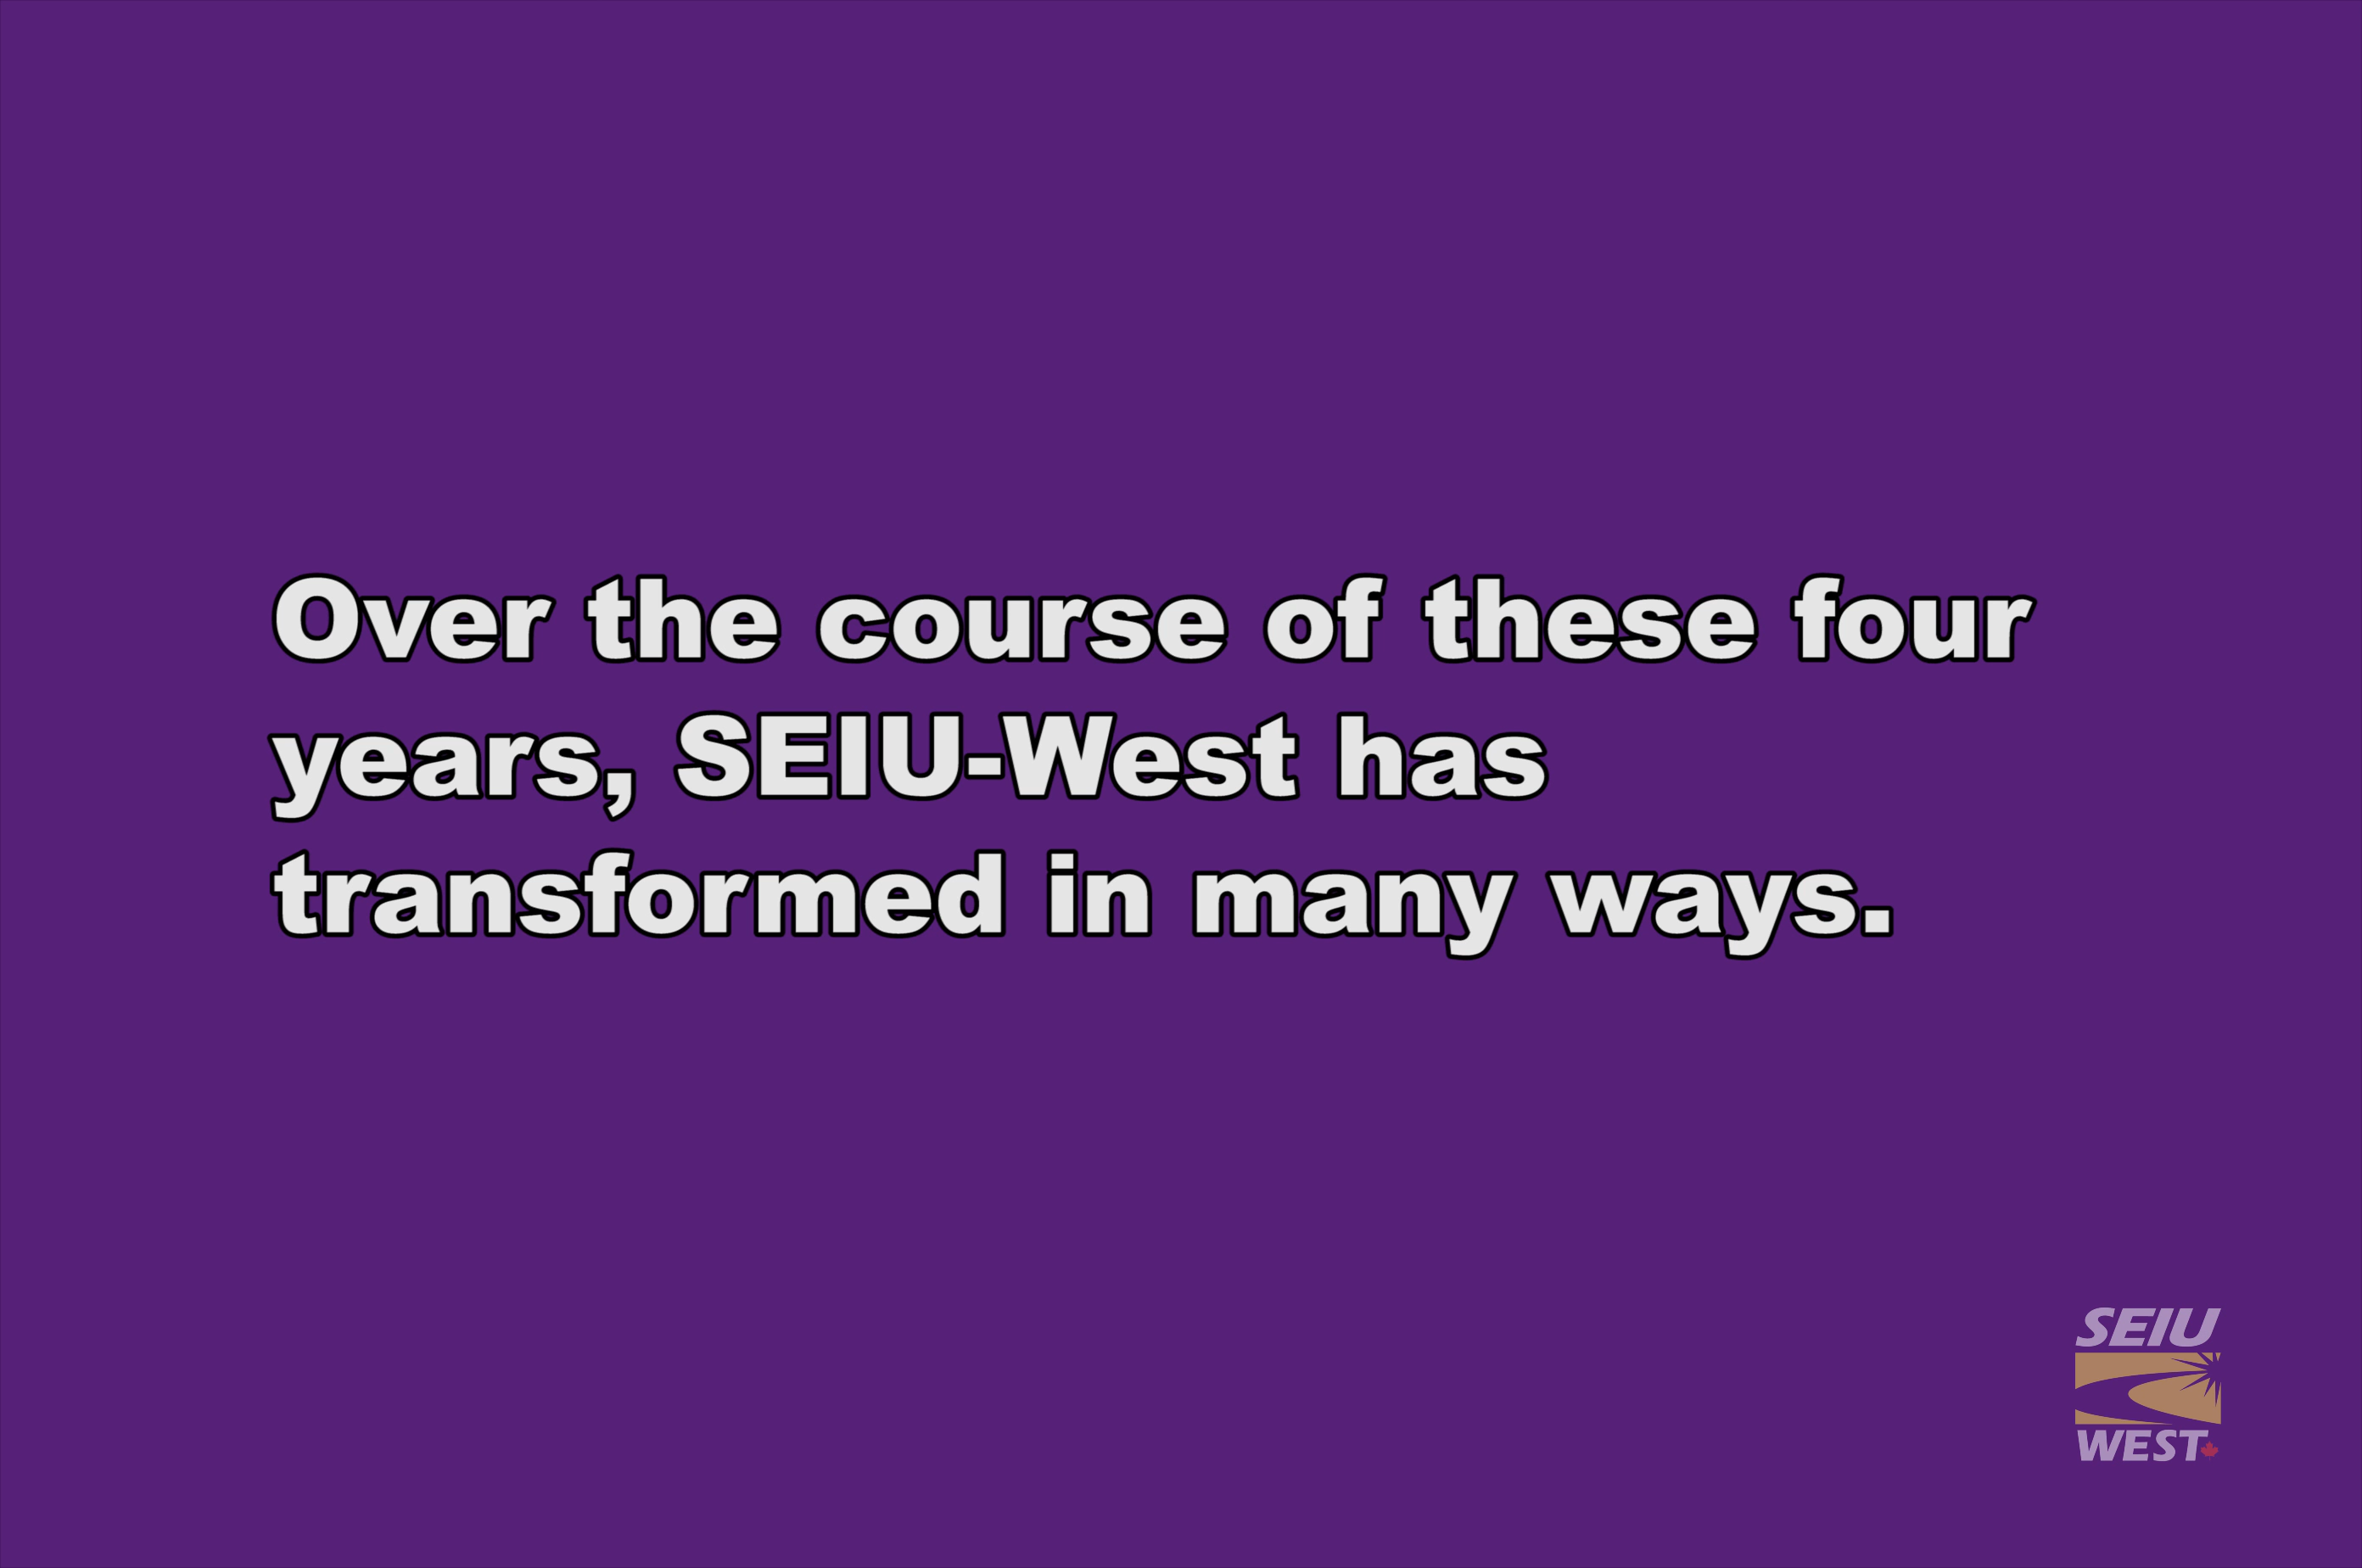 Over the course of these four
years, SEIU-West has
transformed in many ways.
SEIU
WEST